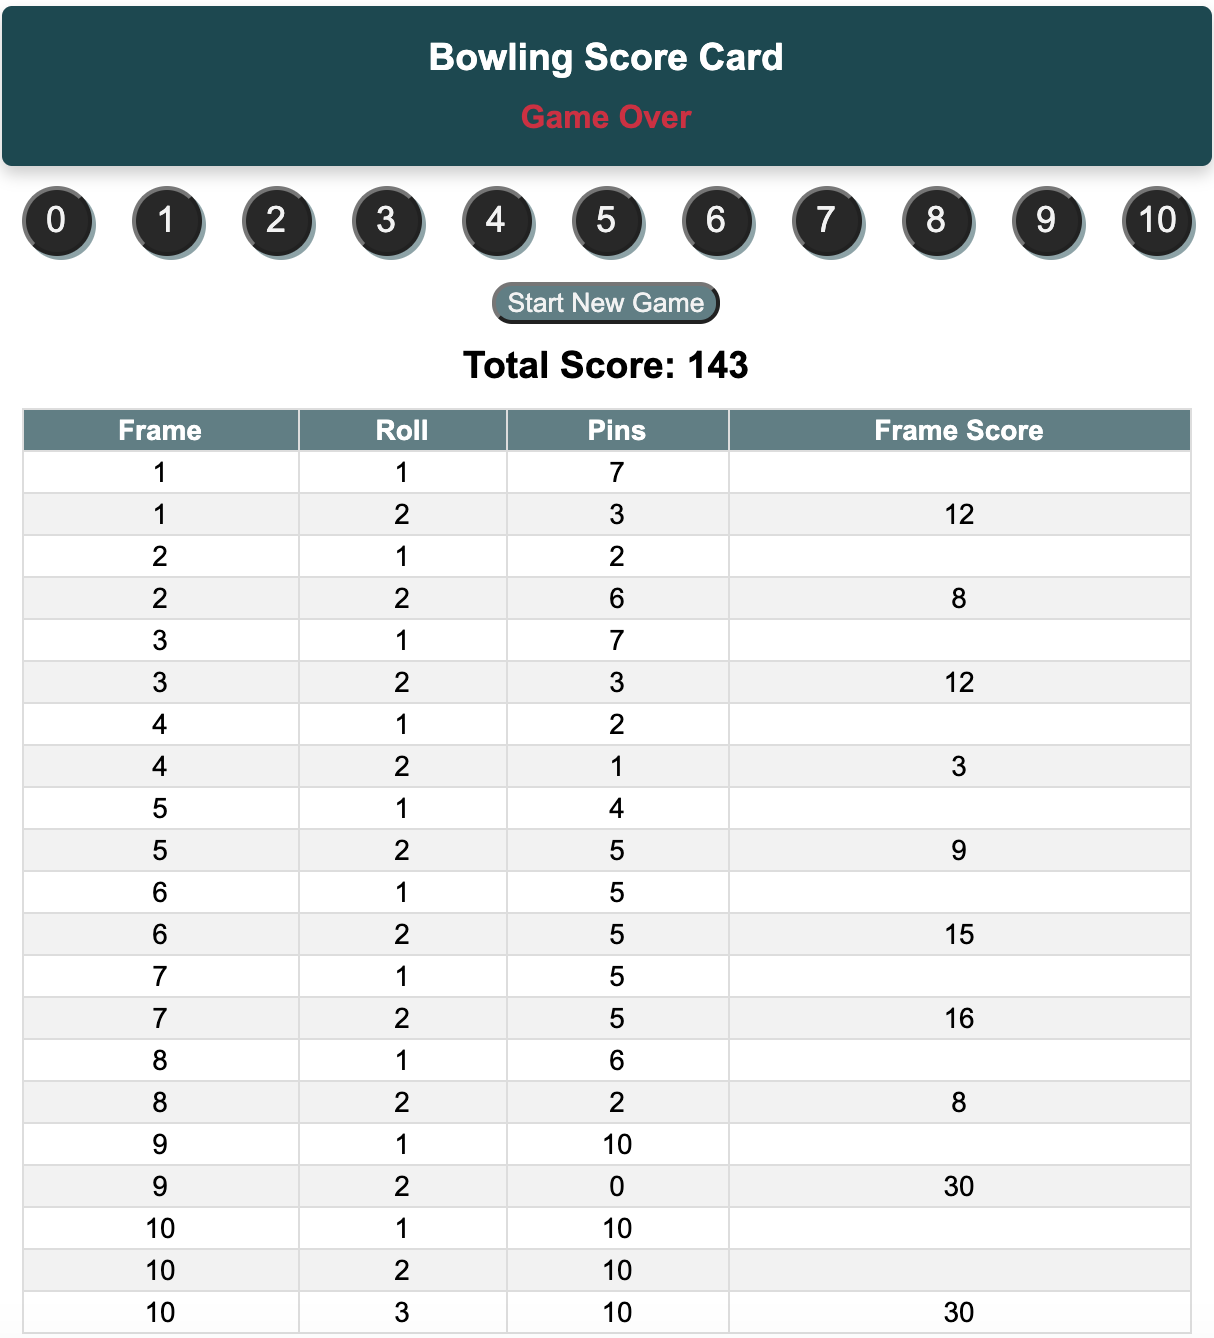 Bowling Score Card
Game Over
0 1 2 3 4 5 6 7 8 9 10
Start New Game
Total Score: 143
Frame Roll Pins Frame Score
1 1 7
1 2 3 12
2 1 2
2 2 6 8
3 1 7
3 2 3 12
4 1 2
4 2 1 3
5 1 4
5 2 5 9
6 1 5
6 2 5 15
7 1 5
7 2 5 16
8 1 6
8 2 2 8
9 1 10
9 2 0 30
10 1 10
10 2 10
10 3 10 30